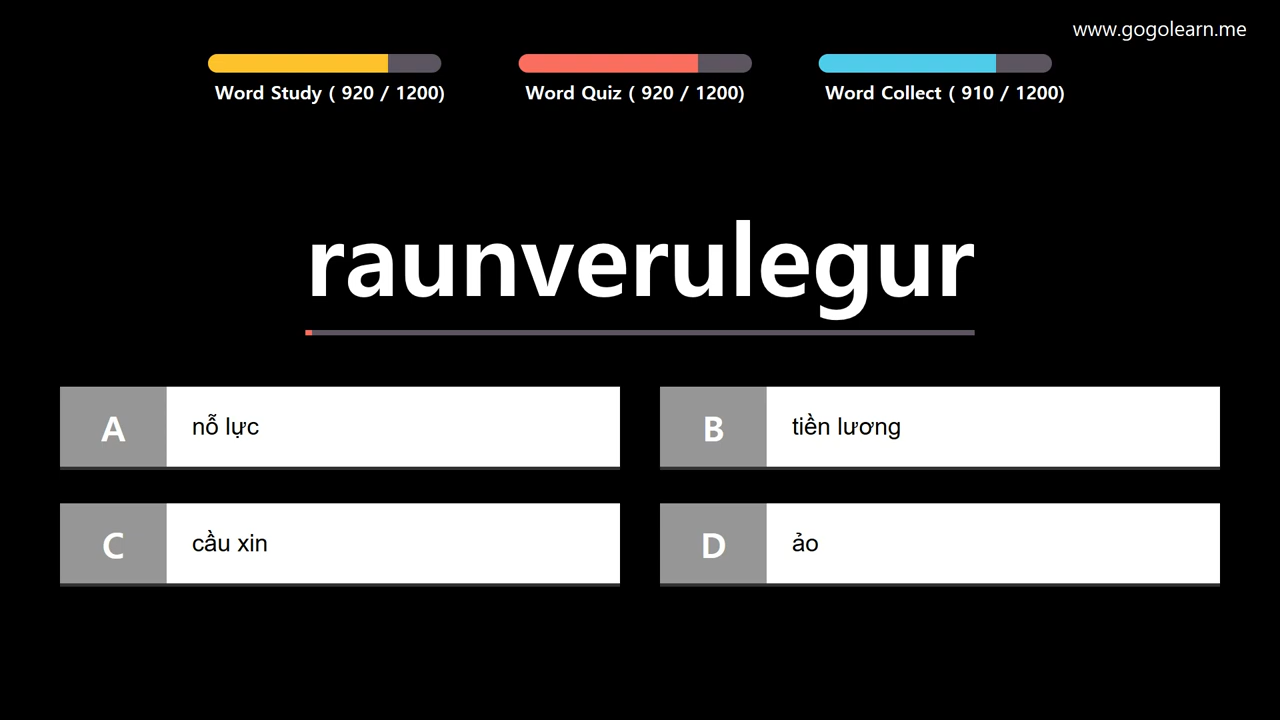 www.gogolearn.me
Word Study ( 920 / 1200)
Word Quiz ( 920 / 1200)
Word Collect ( 910 / 1200)
raunverulegur
A nỗ lực
B tiền lương
C cầu xin
D ảo